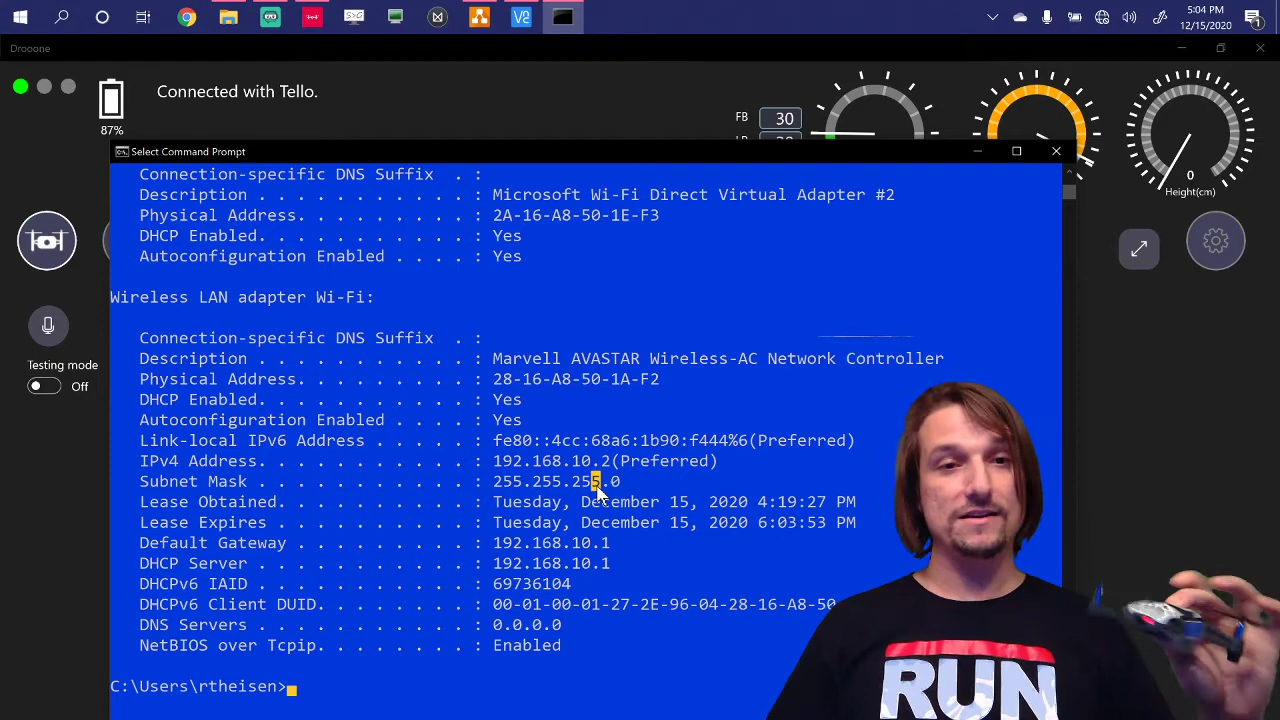 5:04 PM
12/15/2020
1
Drooone
87%
Connected with Tello.
FB 30
0
Height(cm)
Testing mode
Off
Select Command Prompt
Connection-specific DNS Suffix . :
Description . . . . . . . . . . . : Microsoft Wi-Fi Direct Virtual Adapter #2
Physical Address. . . . . . . . . : 2A-16-A8-50-1E-F3
DHCP Enabled. . . . . . . . . . . : Yes
Autoconfiguration Enabled . . . . : Yes
Wireless LAN adapter Wi-Fi:
Connection-specific DNS Suffix . :
Description . . . . . . . . . . . : Marvell AVASTAR Wireless-AC Network Controller
Physical Address. . . . . . . . . : 28-16-A8-50-1A-F2
DHCP Enabled. . . . . . . . . . . : Yes
Autoconfiguration Enabled . . . . : Yes
Link-local IPv6 Address . . . . . : fe80::4cc:68a6:1b90:f444%6(Preferred)
IPv4 Address. . . . . . . . . . . : 192.168.10.2(Preferred)
Subnet Mask . . . . . . . . . . . : 255.255.255.0
Lease Obtained. . . . . . . . . . : Tuesday, December 15, 2020 4:19:27 PM
Lease Expires . . . . . . . . . . : Tuesday, December 15, 2020 6:03:53 PM
Default Gateway . . . . . . . . . : 192.168.10.1
DHCP Server . . . . . . . . . . . : 192.168.10.1
DHCPv6 IAID . . . . . . . . . . . : 69736104
DHCPv6 Client DUID. . . . . . . . : 00-01-00-01-27-2E-96-04-28-16-A8-50
DNS Servers . . . . . . . . . . . : 0.0.0.0
NetBIOS over Tcpip. . . . . . . . : Enabled
C:\Users\rtheisen>
RUN